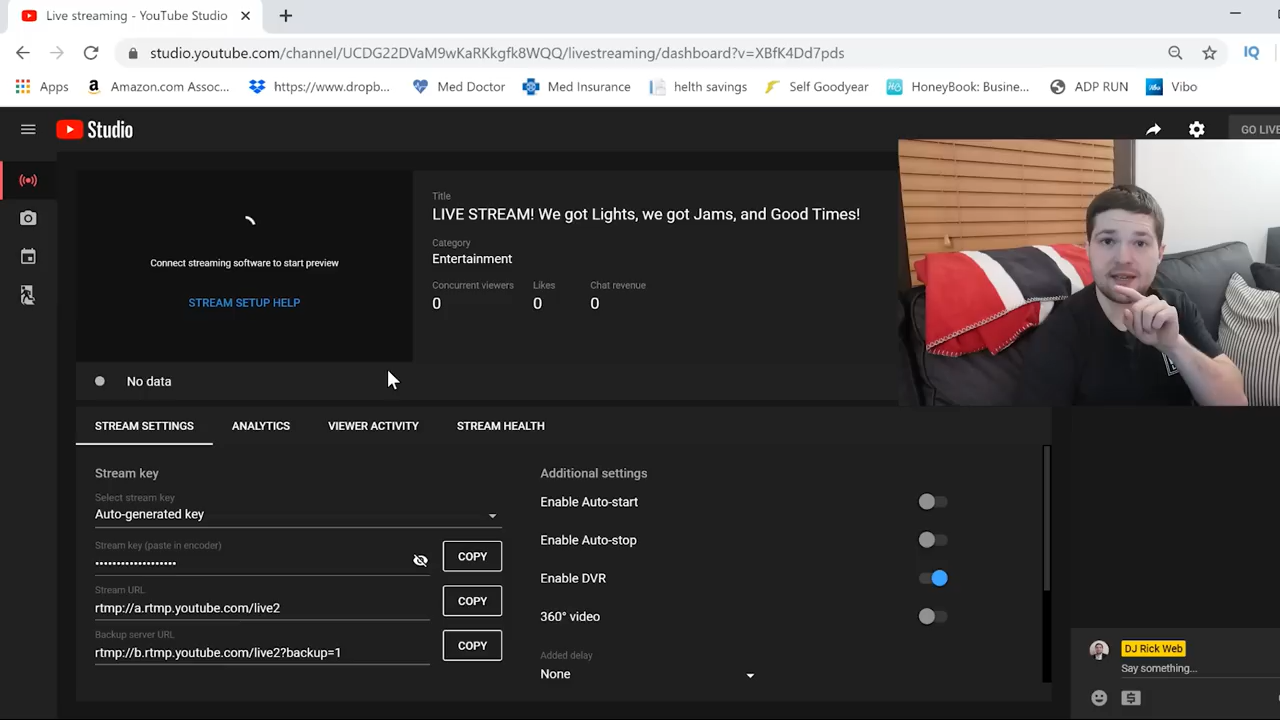 Live streaming - YouTube Studio
studio.youtube.com/channel/UCDG22DVaM9wKaRKkgfk8WQQ/livestreaming/dashboard?v=XBfK4Dd7pds
IQ
Apps
Amazon.com Assoc...
https://www.dropb...
Med Doctor
Med Insurance
helth savings
Self Goodyear
HoneyBook: Busine...
ADP RUN
Vibo
Studio
GO LIVE
Title
LIVE STREAM! We got Lights, we got Jams, and Good Times!
Category
Entertainment
Concurrent viewers Likes Chat revenue
0 0 0
Connect streaming software to start preview
STREAM SETUP HELP
No data
STREAM SETTINGS ANALYTICS VIEWER ACTIVITY STREAM HEALTH
Stream key
Select stream key
Auto-generated key
Stream key (paste in encoder)
••••••••••••••••••• COPY
Stream URL
rtmp://a.rtmp.youtube.com/live2 COPY
Backup server URL
rtmp://b.rtmp.youtube.com/live2?backup=1 COPY
Additional settings
Enable Auto-start
Enable Auto-stop
Enable DVR
360° video
Added delay
None
DJ Rick Web
Say something...